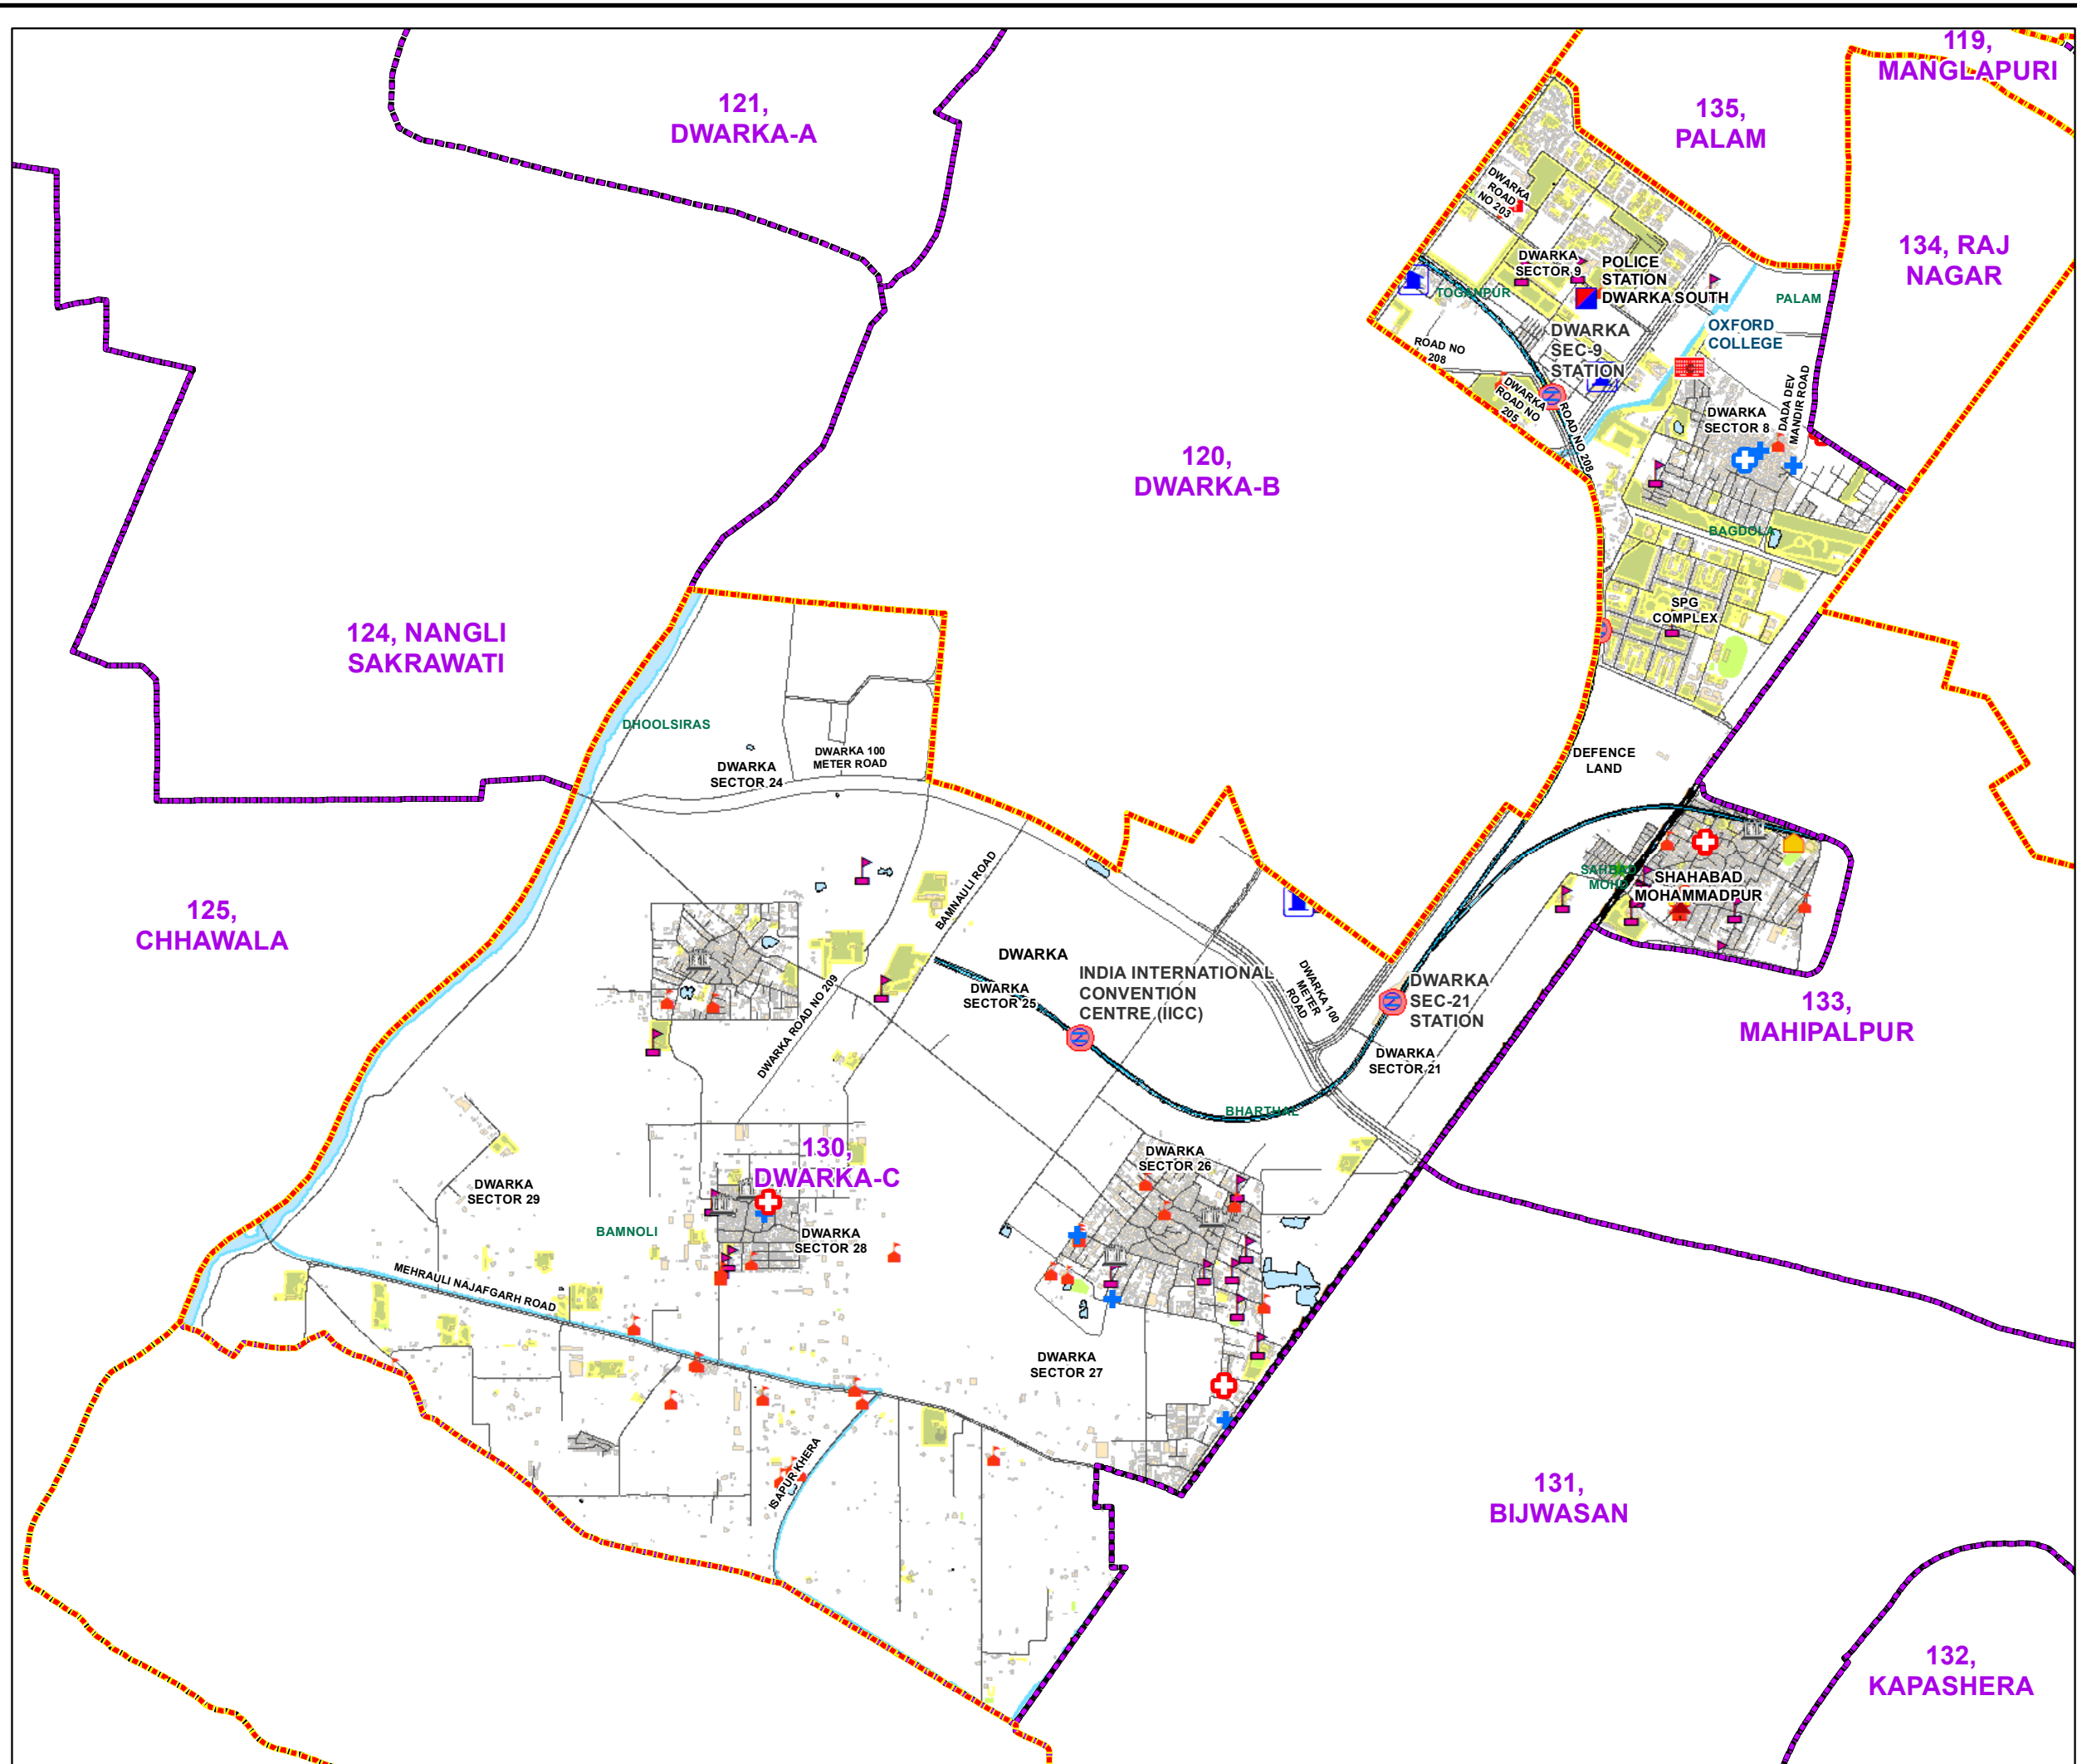 119,
MANGLAPURI
121,
DWARKA-A
135,
PALAM
134, RAJ
NAGAR
DWARKA
ROAD
NO 203
DWARKA
SECTOR 9
POLICE
STATION
DWARKA SOUTH
TOGANPUR
PALAM
DWARKA
SEC-9
STATION
OXFORD
COLLEGE
ROAD NO
208
DWARKA
ROAD NO
205
ROAD NO 208
DADA DEV
MANDIR ROAD
DWARKA
SECTOR 8
120,
DWARKA-B
BAGDOLA
SPG
COMPLEX
124, NANGLI
SAKRAWATI
DHOOLSIRAS
DWARKA 100
METER ROAD
DWARKA
SECTOR 24
DEFENCE
LAND
BAMNAULI ROAD
SAHBAD
MOHD
SHAHABAD
MOHAMMADPUR
125,
CHHAWALA
DWARKA
DWARKA
SECTOR 25
INDIA INTERNATIONAL
CONVENTION
CENTRE (IICC)
DWARKA 100
METER
ROAD
DWARKA
SEC-21
STATION
133,
MAHIPALPUR
DWARKA ROAD NO 209
DWARKA
SECTOR 21
BHARTHAL
130,
DWARKA-C
DWARKA
SECTOR 26
DWARKA
SECTOR 29
BAMNOLI
DWARKA
SECTOR 28
MEHRAULI NAJAFGARH ROAD
DWARKA
SECTOR 27
ISAPUR KHERA
131,
BIJWASAN
132,
KAPASHERA